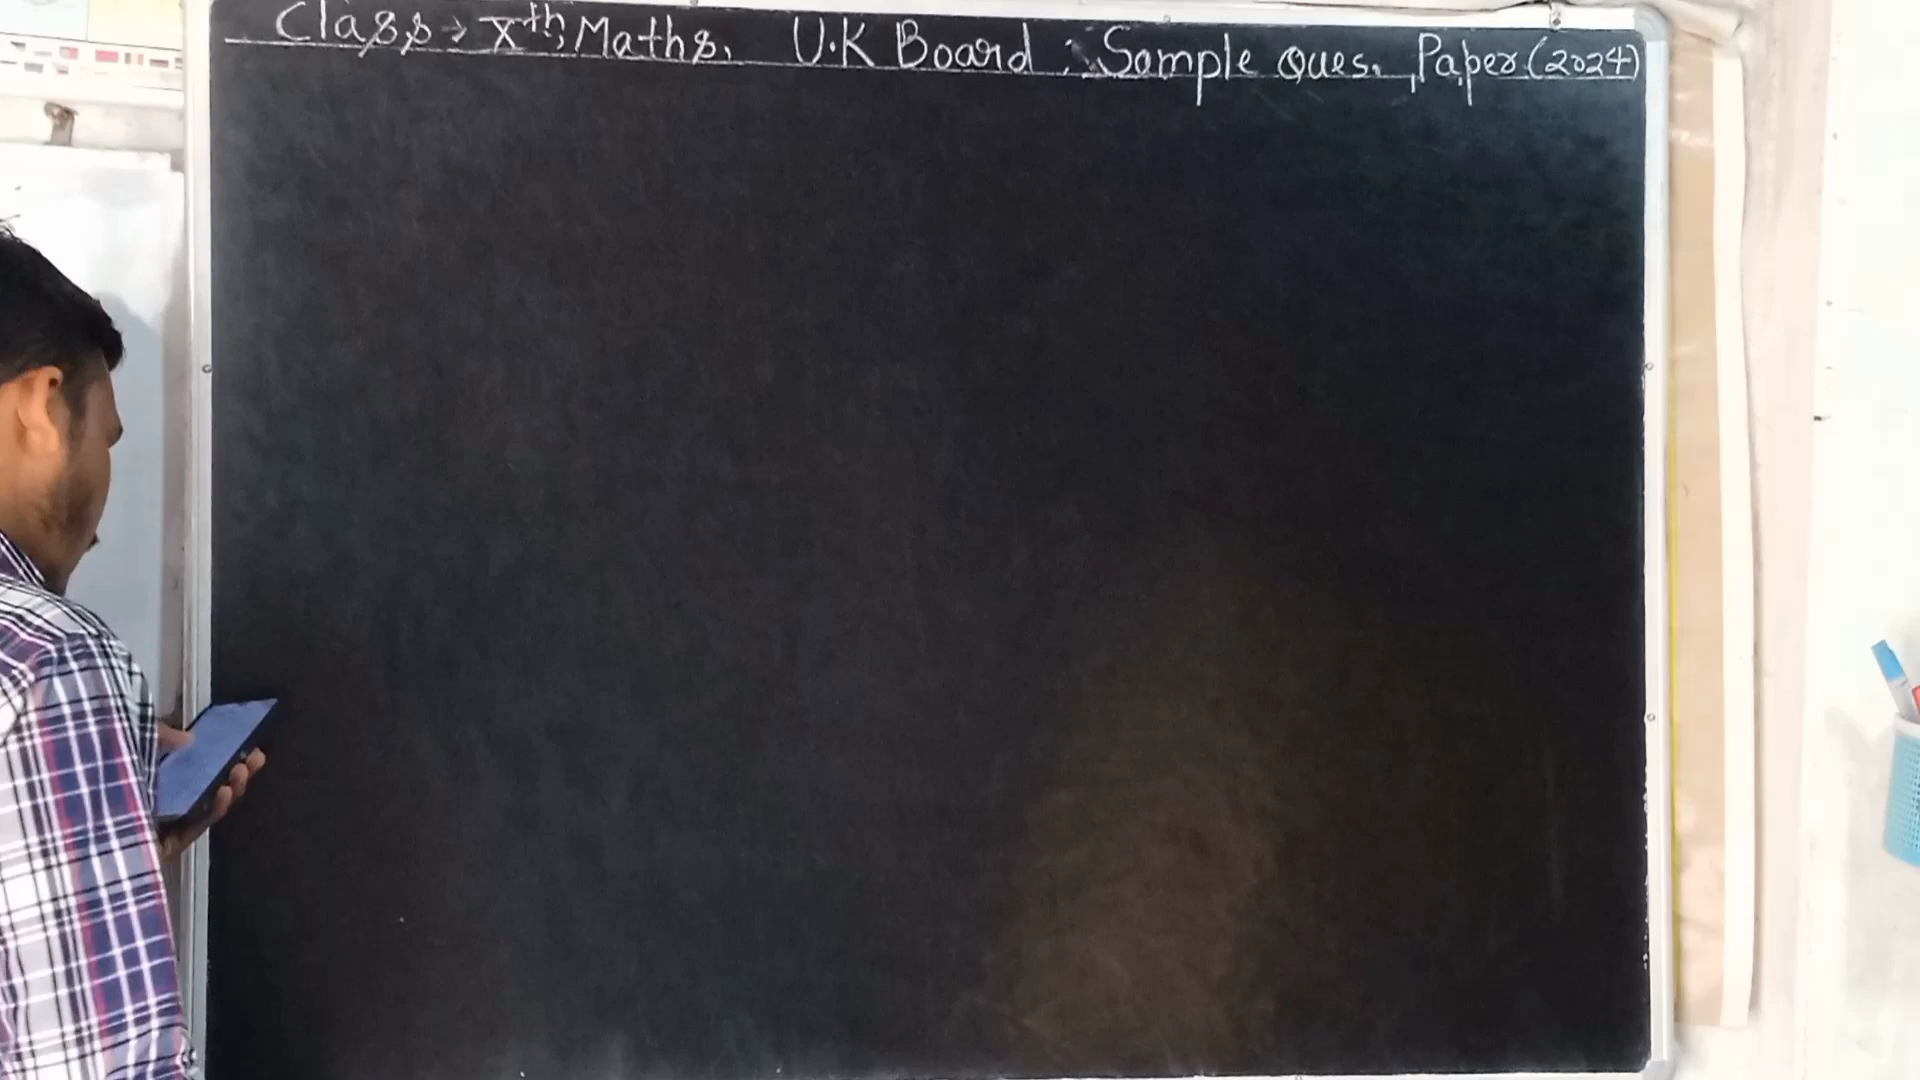 Class → Xth; Maths. U.K Board : Sample Ques. Paper (2024)